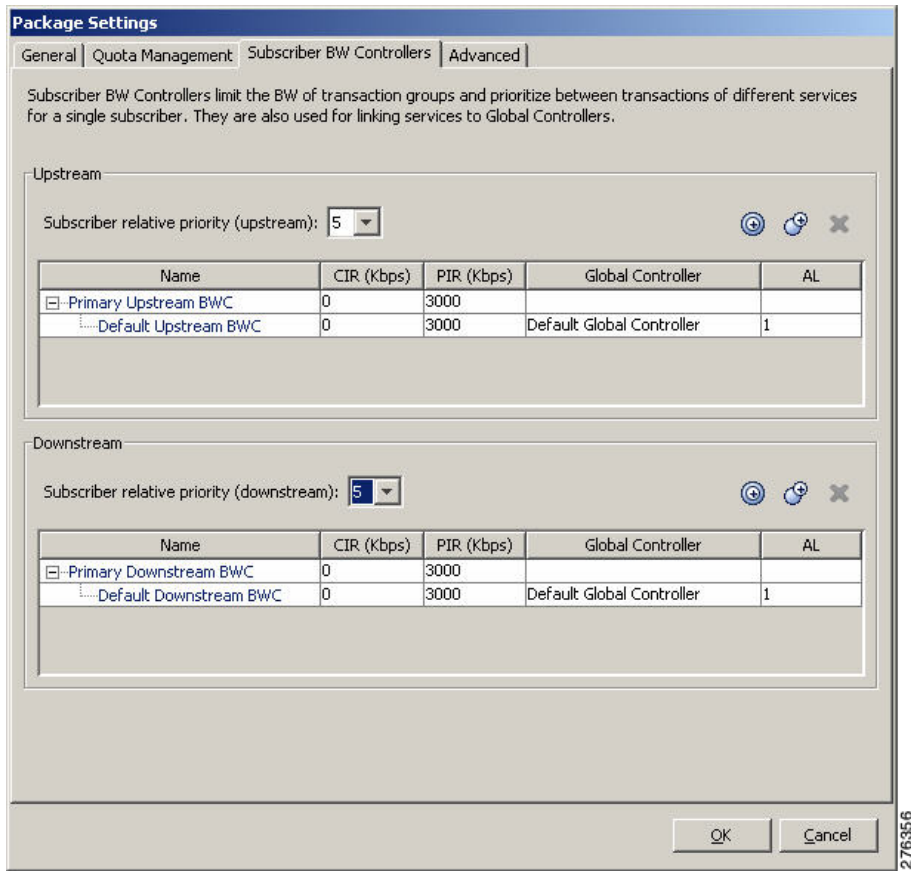 Package Settings
General Quota Management Subscriber BW Controllers Advanced
Subscriber BW Controllers limit the BW of transaction groups and prioritize between transactions of different services
for a single subscriber. They are also used for linking services to Global Controllers.
Upstream
Subscriber relative priority (upstream): 5
Name CIR (Kbps) PIR (Kbps) Global Controller AL
Primary Upstream BWC 0 3000
Default Upstream BWC 0 3000 Default Global Controller 1
Downstream
Subscriber relative priority (downstream): 5
Name CIR (Kbps) PIR (Kbps) Global Controller AL
Primary Downstream BWC 0 3000
Default Downstream BWC 0 3000 Default Global Controller 1
OK Cancel
276356